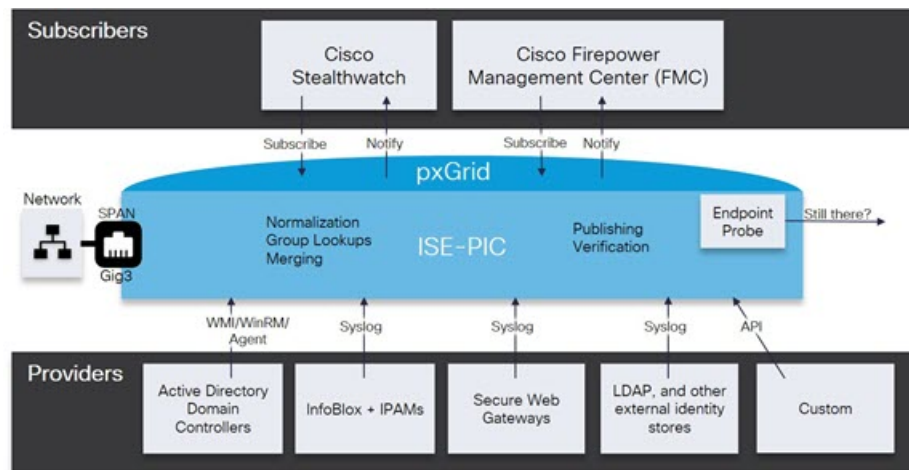 Subscribers
Cisco
Stealthwatch
Cisco Firepower
Management Center (FMC)
Subscribe
Notify
Subscribe
Notify
pxGrid
Network
SPAN
Gig3
Normalization
Group Lookups
Merging
ISE-PIC
Publishing
Verification
Endpoint
Probe
Still there?
WMI/WinRM/
Agent
Syslog
Syslog
Syslog
API
Providers
Active Directory
Domain
Controllers
InfoBlox + IPAMs
Secure Web
Gateways
LDAP, and other
external identity
stores
Custom